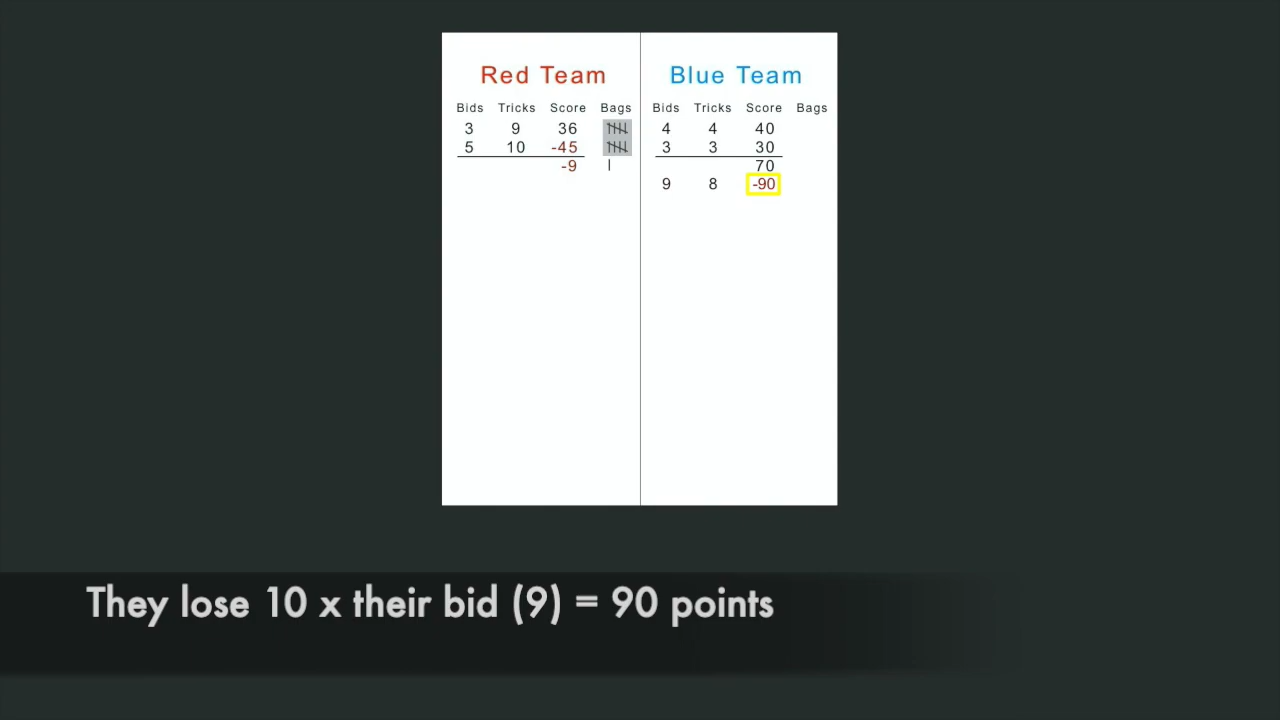 Red Team
Bids Tricks Score Bags
3 9 36
5 10 -45
-9
Blue Team
Bids Tricks Score Bags
4 4 40
3 3 30
70
9 8 -90
They lose 10 x their bid (9) = 90 points